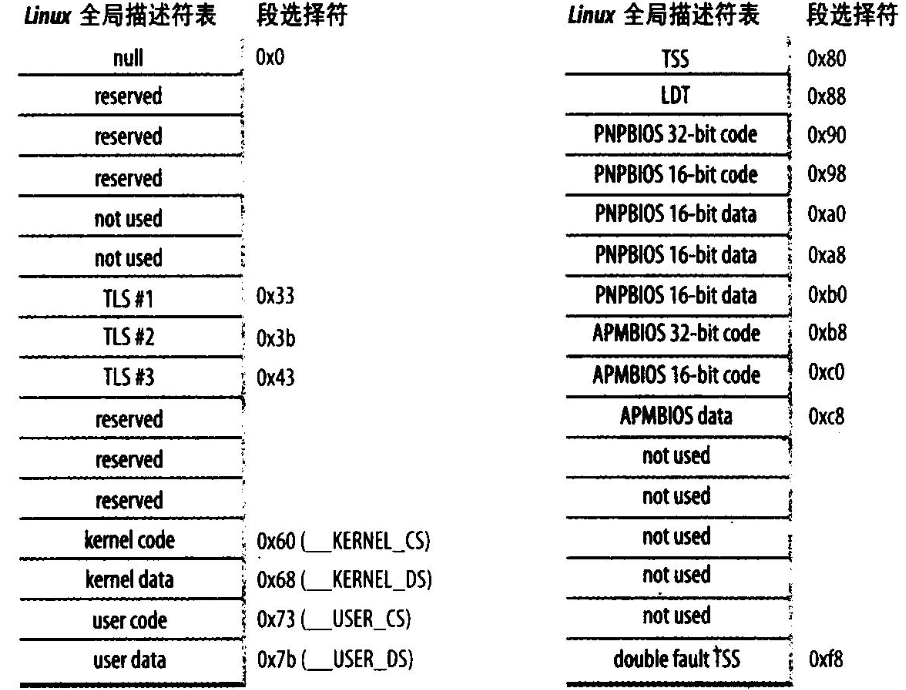 Linux 全局描述符表 段选择符
null 0x0
reserved
reserved
reserved
not used
not used
TLS #1 0x33
TLS #2 0x3b
TLS #3 0x43
reserved
reserved
reserved
kernel code 0x60 (__KERNEL_CS)
kernel data 0x68 (__KERNEL_DS)
user code 0x73 (__USER_CS)
user data 0x7b (__USER_DS)
Linux 全局描述符表 段选择符
TSS 0x80
LDT 0x88
PNPBIOS 32-bit code 0x90
PNPBIOS 16-bit code 0x98
PNPBIOS 16-bit data 0xa0
PNPBIOS 16-bit data 0xa8
PNPBIOS 16-bit data 0xb0
APMBIOS 32-bit code 0xb8
APMBIOS 16-bit code 0xc0
APMBIOS data 0xc8
not used
not used
not used
not used
not used
double fault TSS 0xf8